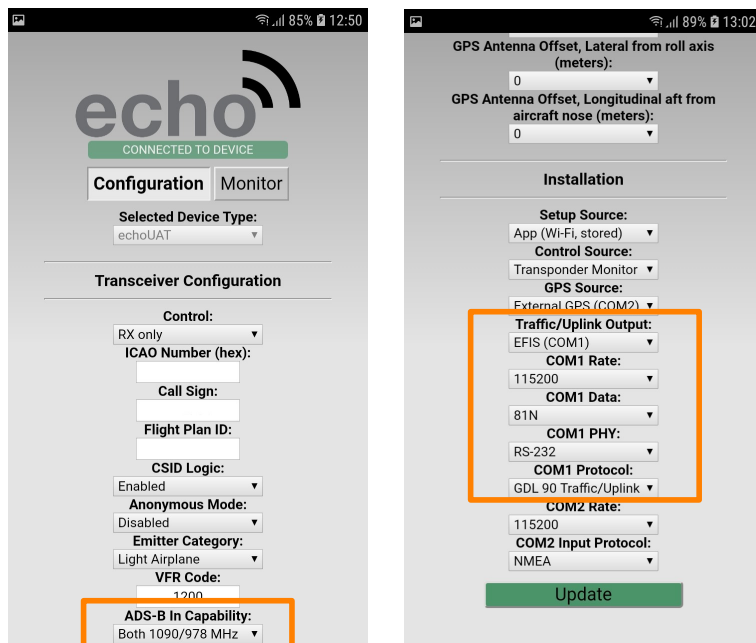 85% 12:50
echo
CONNECTED TO DEVICE
Configuration Monitor
Selected Device Type:
echoUAT
Transceiver Configuration
Control:
RX only
ICAO Number (hex):
Call Sign:
Flight Plan ID:
CSID Logic:
Enabled
Anonymous Mode:
Disabled
Emitter Category:
Light Airplane
VFR Code:
1200
ADS-B In Capability:
Both 1090/978 MHz
89% 13:02
GPS Antenna Offset, Lateral from roll axis
(meters):
0
GPS Antenna Offset, Longitudinal aft from
aircraft nose (meters):
0
Installation
Setup Source:
App (Wi-Fi, stored)
Control Source:
Transponder Monitor
GPS Source:
External GPS (COM2)
Traffic/Uplink Output:
EFIS (COM1)
COM1 Rate:
115200
COM1 Data:
81N
COM1 PHY:
RS-232
COM1 Protocol:
GDL 90 Traffic/Uplink
COM2 Rate:
115200
COM2 Input Protocol:
NMEA
Update